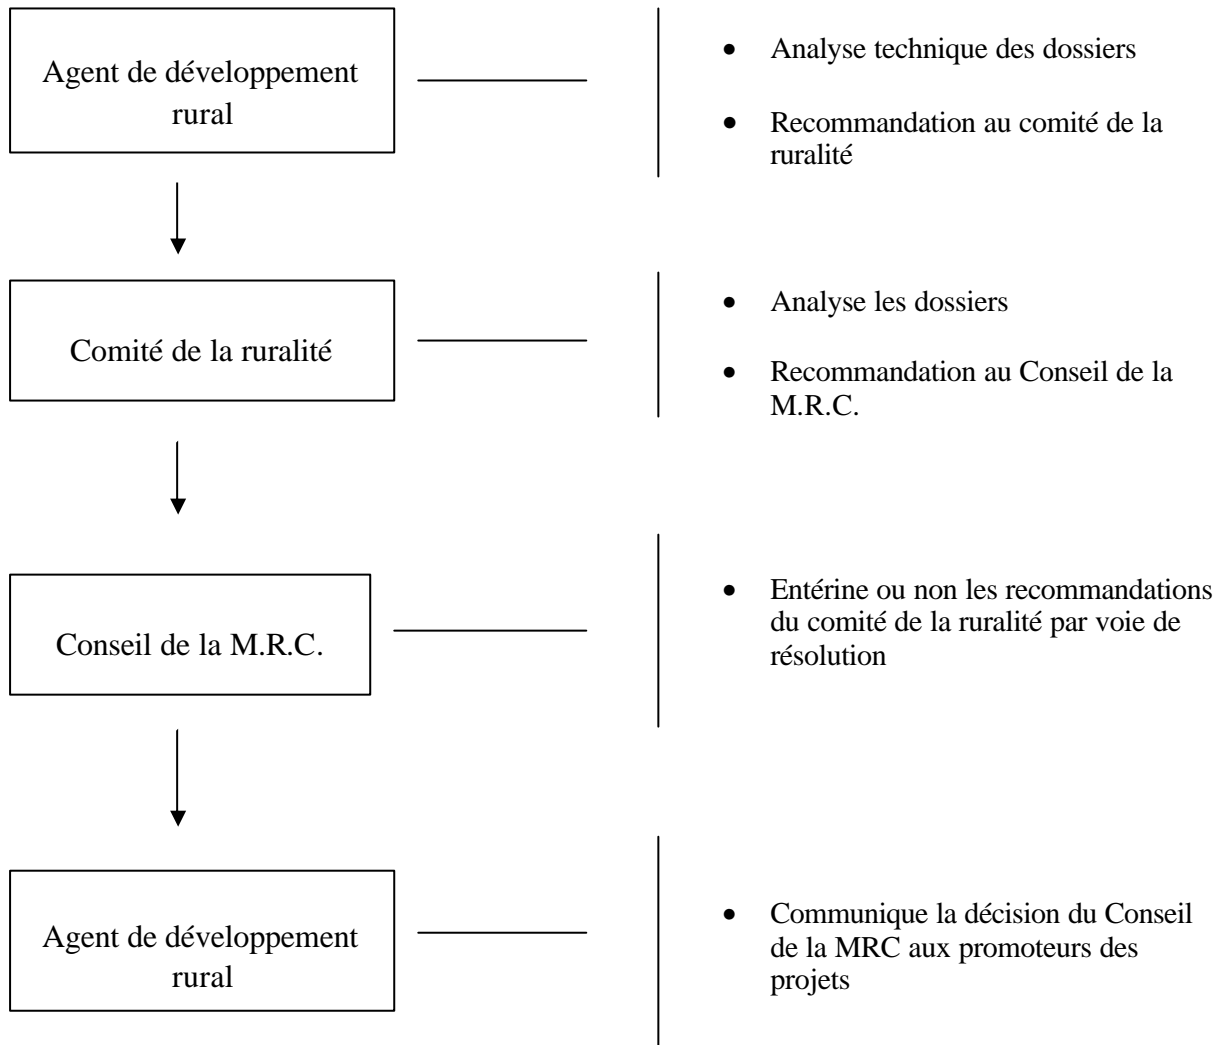 Agent de développement
rural
• Analyse technique des dossiers
• Recommandation au comité de la
ruralité
Comité de la ruralité
• Analyse les dossiers
• Recommandation au Conseil de la
M.R.C.
Conseil de la M.R.C.
• Entérine ou non les recommandations
du comité de la ruralité par voie de
résolution
Agent de développement
rural
• Communique la décision du Conseil
de la MRC aux promoteurs des
projets